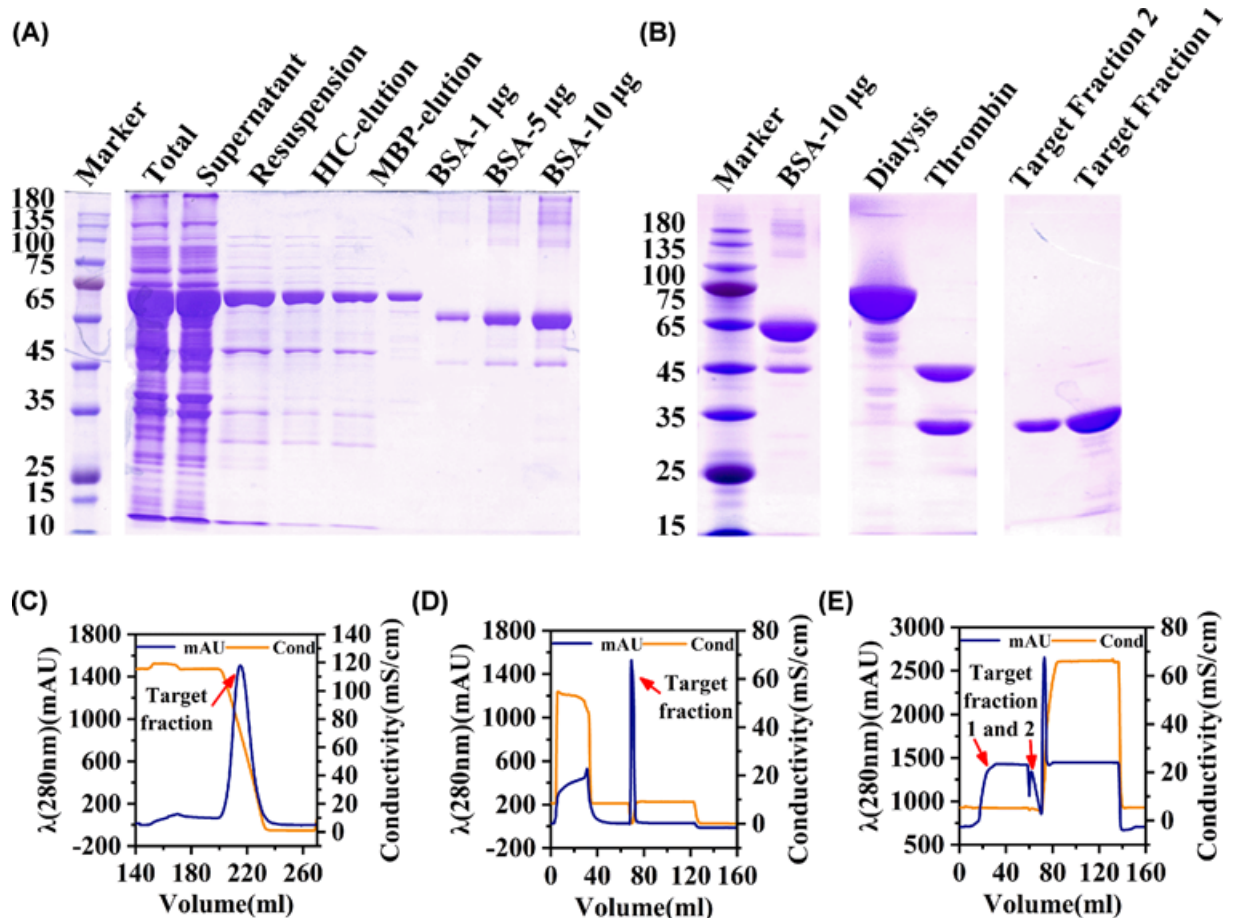 (A)
Marker
Total
Supernatant
Resuspension
HIC-elution
MBP-elution
BSA-1 µg
BSA-5 µg
BSA-10 µg
180
135
100
75
65
45
35
25
15
10
(B)
Marker
BSA-10 µg
Dialysis
Thrombin
Target Fraction 2
Target Fraction 1
180
135
100
75
65
45
35
25
15
(C)
λ(280nm)(mAU)
1800
1400
1000
600
200
-200
mAU
Cond
Target
fraction
140
120
100
80
60
40
20
0
Conductivity(mS/cm)
140 180 220 260
Volume(ml)
(D)
λ(280nm)(mAU)
1800
1400
1000
600
200
-200
mAU
Cond
Target
fraction
80
60
40
20
0
Conductivity(mS/cm)
0 40 80 120 160
Volume(ml)
(E)
λ(280nm)(mAU)
3000
2500
2000
1500
1000
500
mAU
Cond
Target
fraction
1 and 2
80
60
40
20
0
Conductivity(mS/cm)
0 40 80 120 160
Volume(ml)